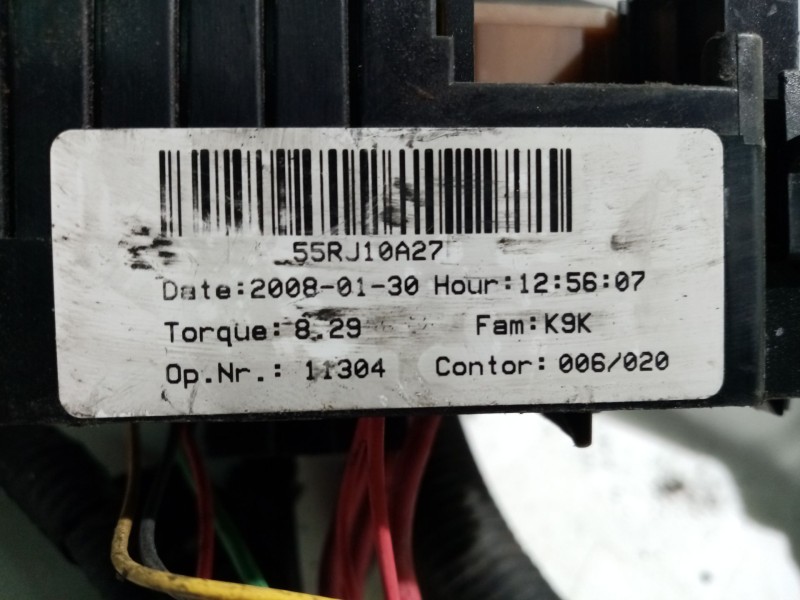 55RJ10A27
Date:2008-01-30 Hour:12:56:07
Torque: 8.29 Fam:K9K
Op.Nr.: 11304 Contor: 006/020